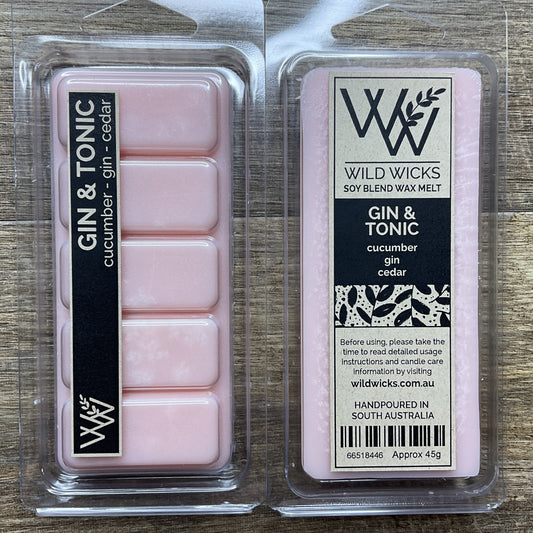 GIN & TONIC
cucumber - gin - cedar
WW
WW
WILD WICKS
SOY BLEND WAX MELT
GIN &
TONIC
cucumber
gin
cedar
Before using, please take the
time to read detailed usage
instructions and candle care
information by visiting
wildwicks.com.au
HANDPOURED IN
SOUTH AUSTRALIA
66518446 Approx 45g